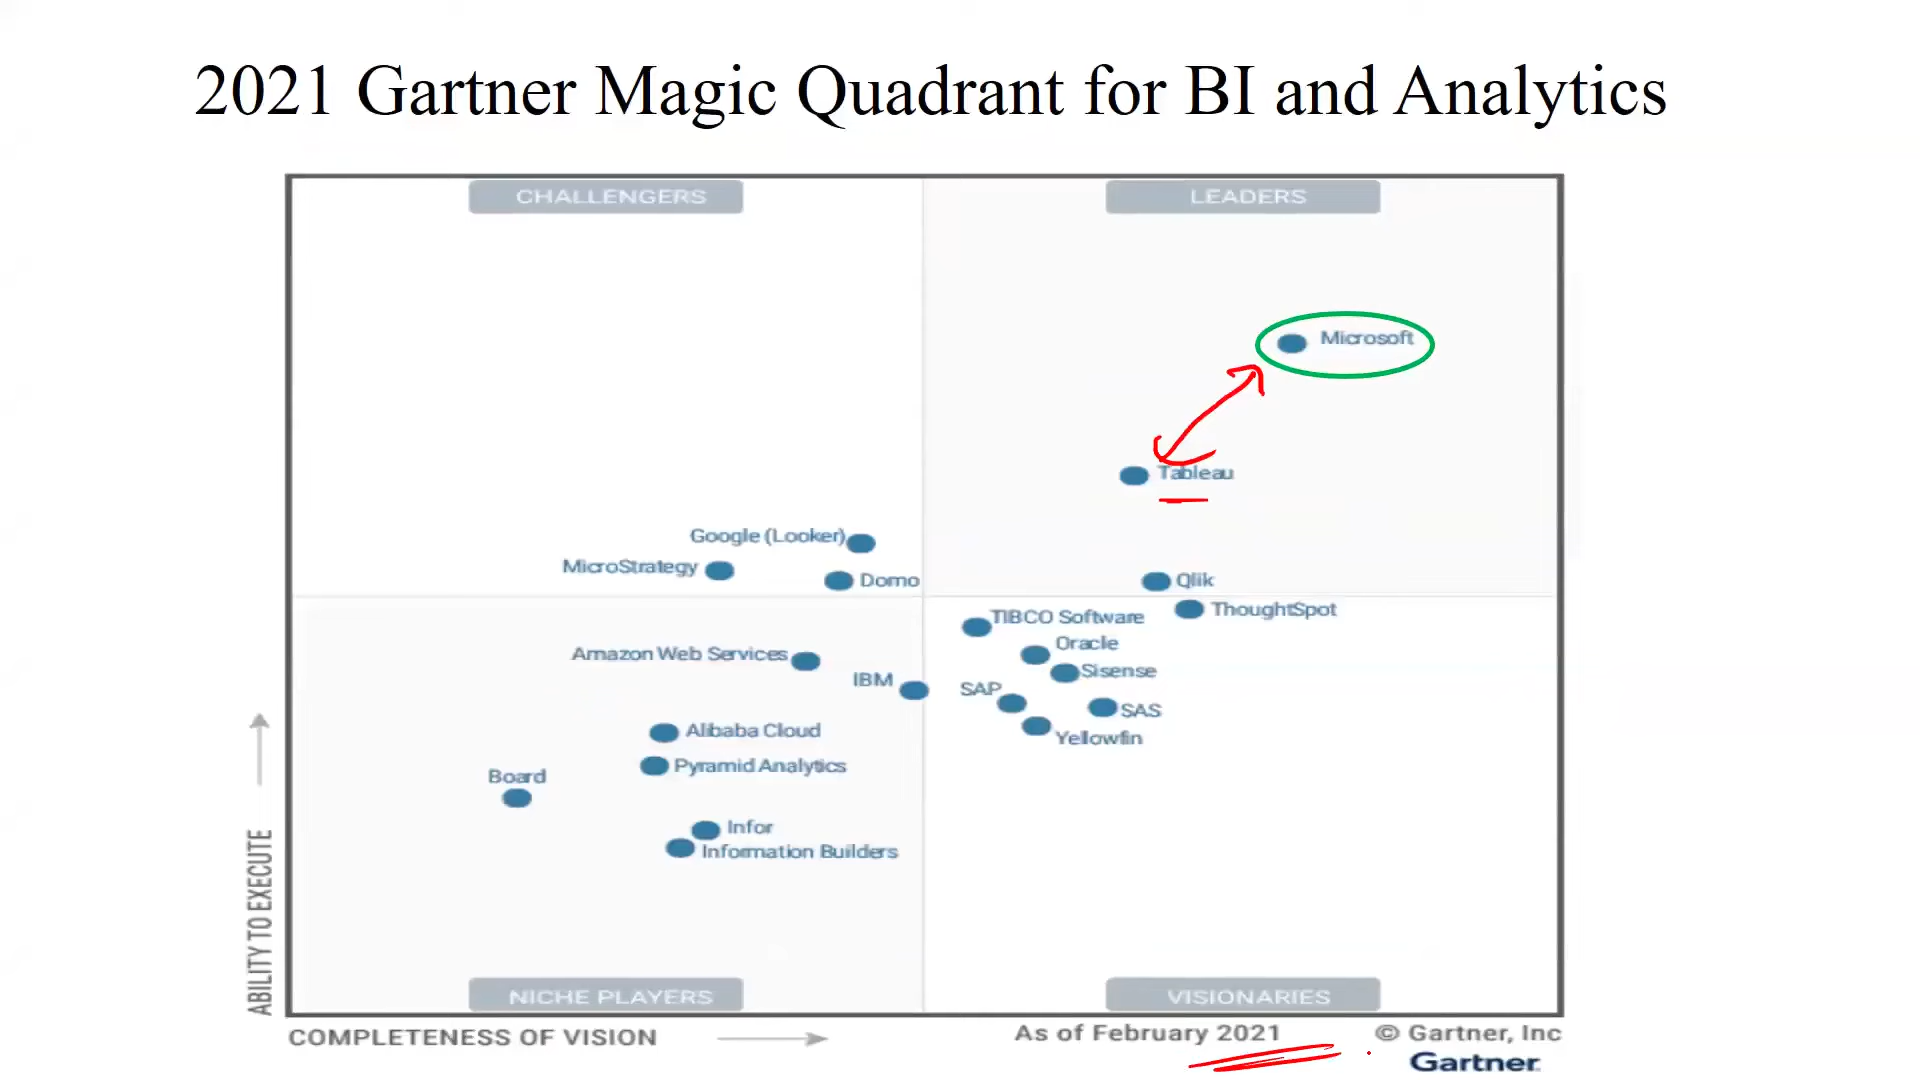 2021 Gartner Magic Quadrant for BI and Analytics
CHALLENGERS
LEADERS
Microsoft
Tableau
Google (Looker)
MicroStrategy
Domo
Qlik
ThoughtSpot
TIBCO Software
Oracle
Amazon Web Services
Sisense
IBM
SAP
SAS
Alibaba Cloud
Yellowfin
Pyramid Analytics
Board
Infor
Information Builders
ABILITY TO EXECUTE
NICHE PLAYERS
VISIONARIES
COMPLETENESS OF VISION
As of February 2021
© Gartner, Inc
Gartner